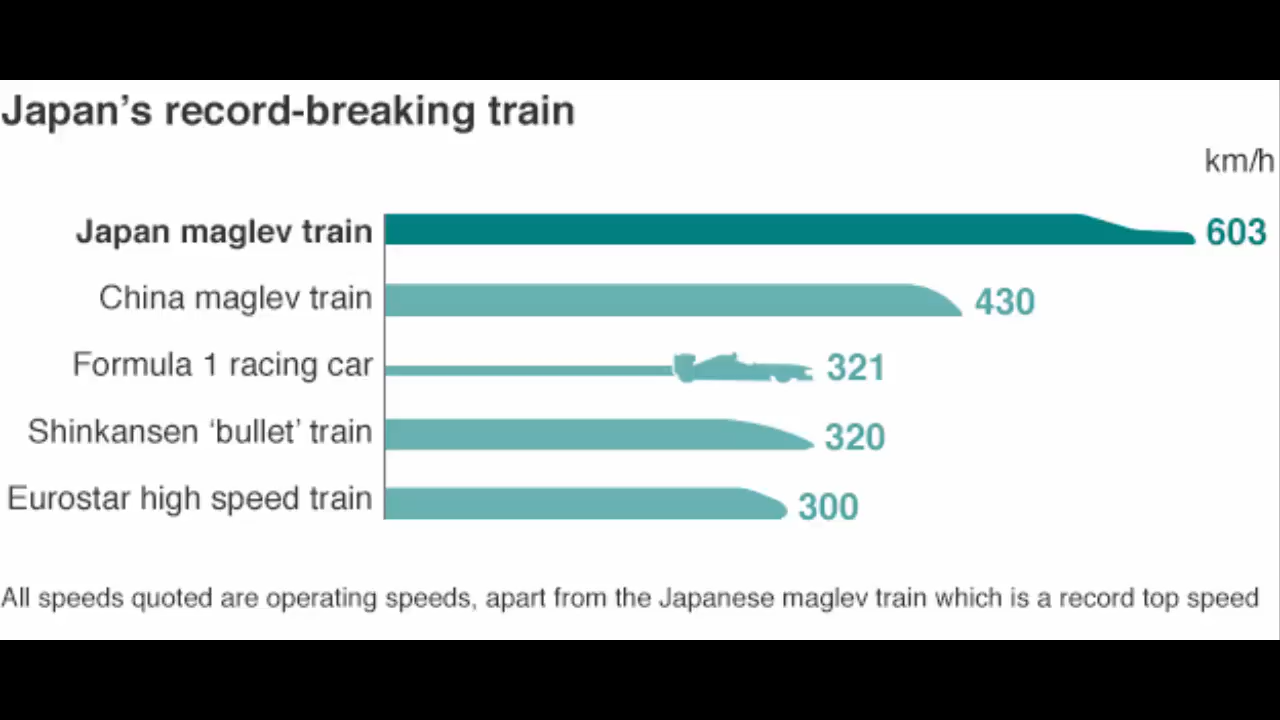 Japan’s record-breaking train
km/h
Japan maglev train 603
China maglev train 430
Formula 1 racing car 321
Shinkansen ‘bullet’ train 320
Eurostar high speed train 300
All speeds quoted are operating speeds, apart from the Japanese maglev train which is a record top speed